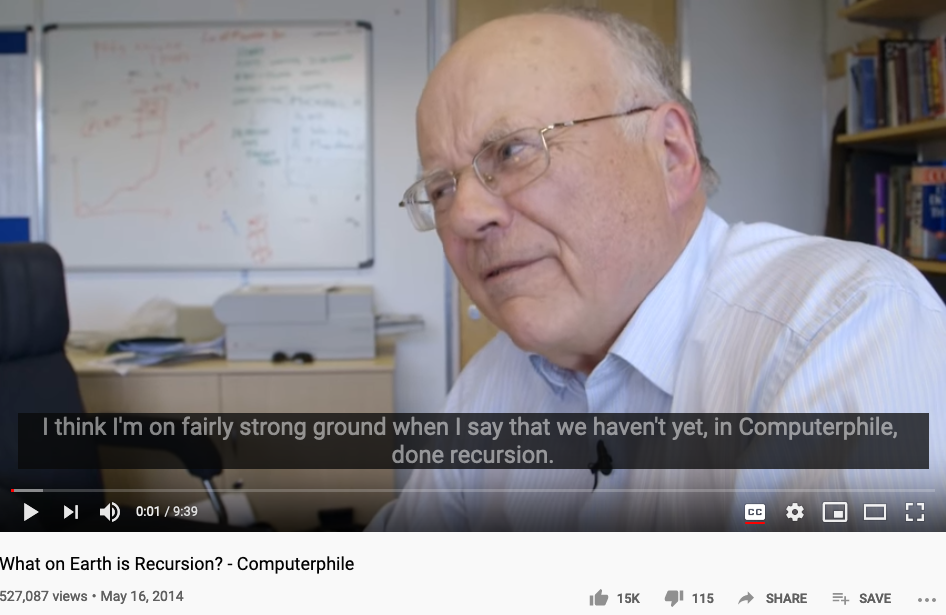 I think I'm on fairly strong ground when I say that we haven't yet, in Computerphile,
done recursion.
0:01 / 9:39
CC
What on Earth is Recursion? - Computerphile
527,087 views • May 16, 2014
15K
115
SHARE
SAVE